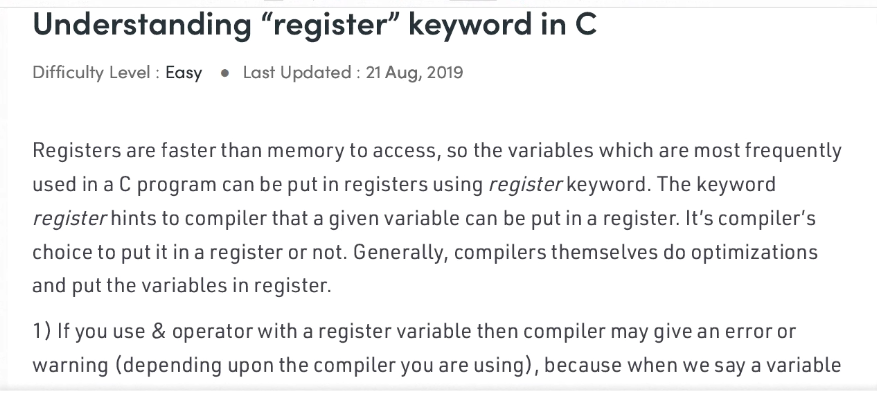 Understanding “register” keyword in C
Difficulty Level : Easy ● Last Updated : 21 Aug, 2019
Registers are faster than memory to access, so the variables which are most frequently
used in a C program can be put in registers using register keyword. The keyword
register hints to compiler that a given variable can be put in a register. It’s compiler’s
choice to put it in a register or not. Generally, compilers themselves do optimizations
and put the variables in register.
1) If you use & operator with a register variable then compiler may give an error or
warning (depending upon the compiler you are using), because when we say a variable